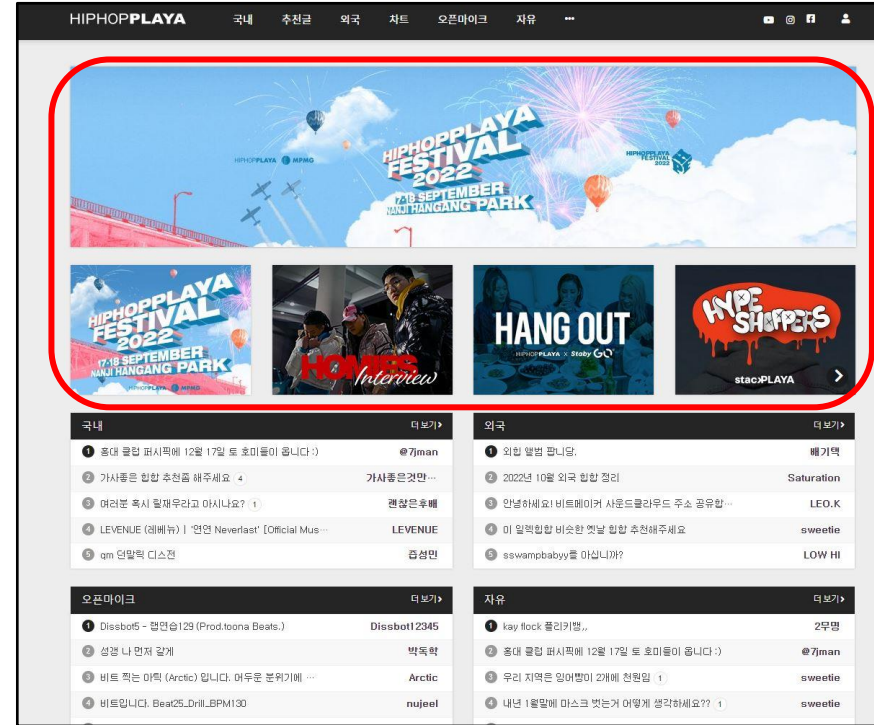 HIPHOPPLAYA 국내 추천글 외국 차트 오픈마이크 자유 •••
HIPHOPPLAYA MPMG
HIPHOPPLAYA
FESTIVAL
2022
17-18 SEPTEMBER
NANJI HANGANG PARK
HIPHOPPLAYA
FESTIVAL
2022
HIPHOPPLAYA
FESTIVAL
2022
17-18 SEPTEMBER
NANJI HANGANG PARK
HIPHOPPLAYA MPMG
HOMIES
Interview
HANG OUT
HIPHOPPLAYA × Stoby GO
HYPE
SHAPPERS
stacxPLAYA
국내 더보기
1 홍대 클럽 퍼시픽에 12월 17일 토 호미들이 옵니다 :) @7jman
2 가사좋은 힙합 추천좀 해주세요 4 가사좋은것만…
3 여러분 혹시 릴재우라고 아시나요? 1 괜찮은후배
4 LEVENUE (레베뉴) | '연연 Neverlast' [Official Mus… LEVENUE
5 qm 던말릭 디스전 즙성민
외국 더보기
1 외힙 앨범 팝니당. 배기택
2 2022년 10월 외국 힙합 정리 Saturation
3 안녕하세요! 비트메이커 사운드클라우드 주소 공유합… LEO.K
4 이 일렉힙합 비슷한 옛날 힙합 추천해주세요 sweetie
5 sswampbabyy를 아십니까? LOW HI
오픈마이크 더보기
1 Dissbot5 - 랩연습129 (Prod.toona Beats.) Dissbot12345
2 성갱 나 먼저 갈게 박독학
3 비트 찍는 아틱 (Arctic) 입니다. 어두운 분위기에 … Arctic
4 비트입니다. Beat25_Drill_BPM130 nujeel
자유 더보기
1 kay flock 플리키뱅,, 2무명
2 홍대 클럽 퍼시픽에 12월 17일 토 호미들이 옵니다 :) @7jman
3 우리 지역은 잉어빵이 2개에 천원임 1 sweetie
4 내년 1월말에 마스크 벗는거 어떻게 생각하세요?? 1 sweetie